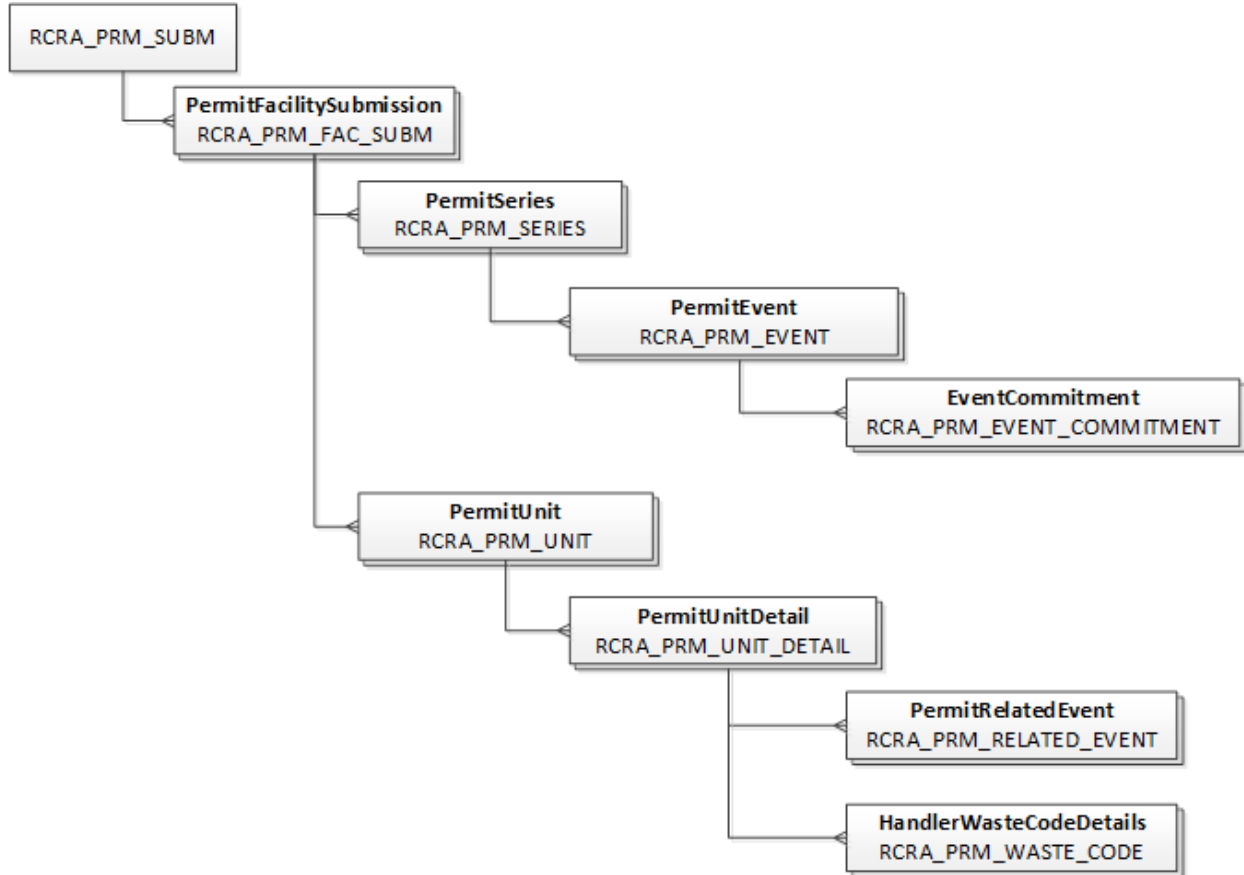 RCRA_PRM_SUBM
PermitFacilitySubmission
RCRA_PRM_FAC_SUBM
PermitSeries
RCRA_PRM_SERIES
PermitEvent
RCRA_PRM_EVENT
EventCommitment
RCRA_PRM_EVENT_COMMITMENT
PermitUnit
RCRA_PRM_UNIT
PermitUnitDetail
RCRA_PRM_UNIT_DETAIL
PermitRelatedEvent
RCRA_PRM_RELATED_EVENT
HandlerWasteCodeDetails
RCRA_PRM_WASTE_CODE